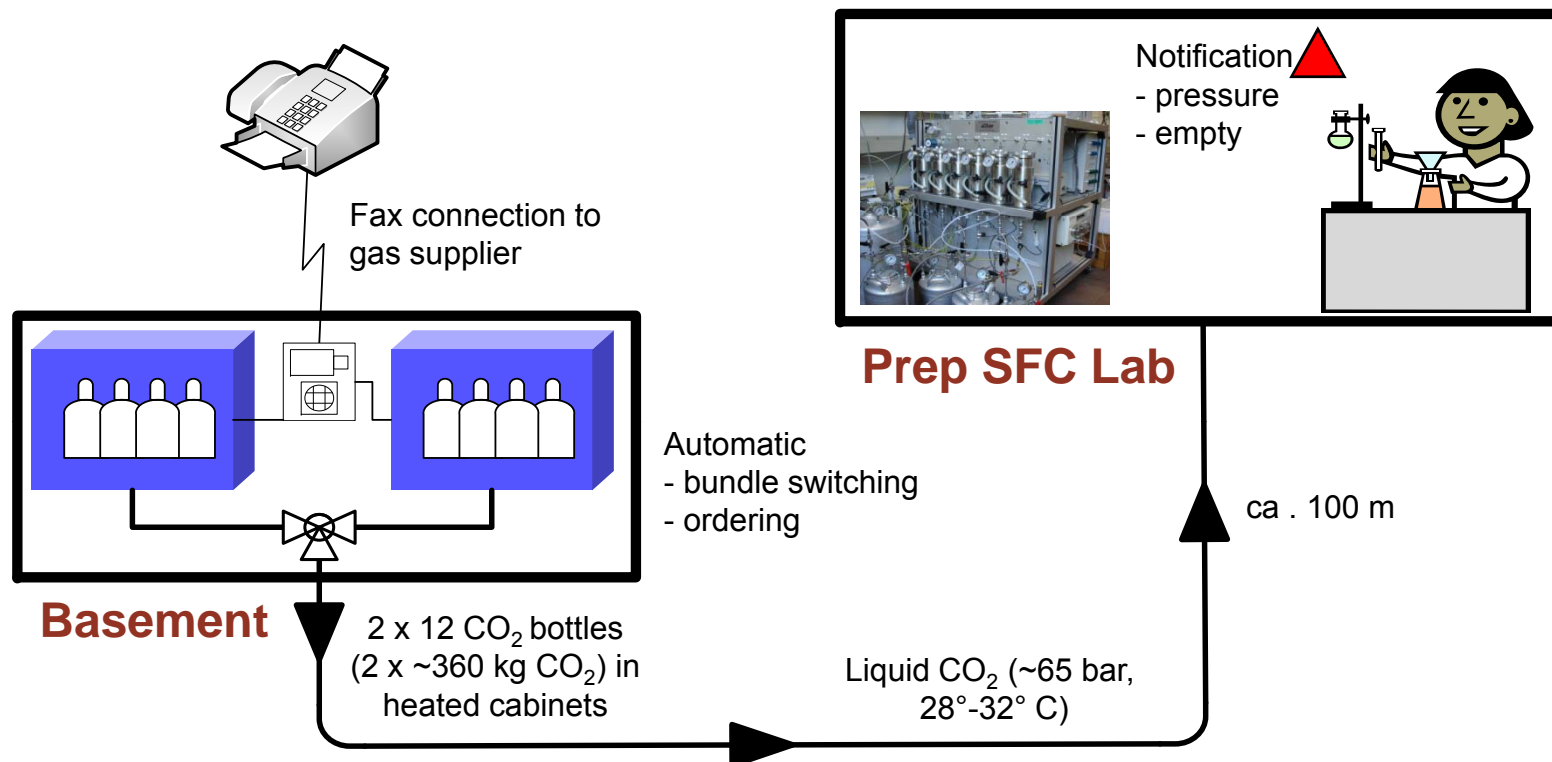 Notification
- pressure
- empty
Fax connection to
gas supplier
Prep SFC Lab
Automatic
- bundle switching
- ordering
ca . 100 m
Basement
2 x 12 CO₂ bottles
(2 x ~360 kg CO₂) in
heated cabinets
Liquid CO₂ (~65 bar,
28°-32° C)